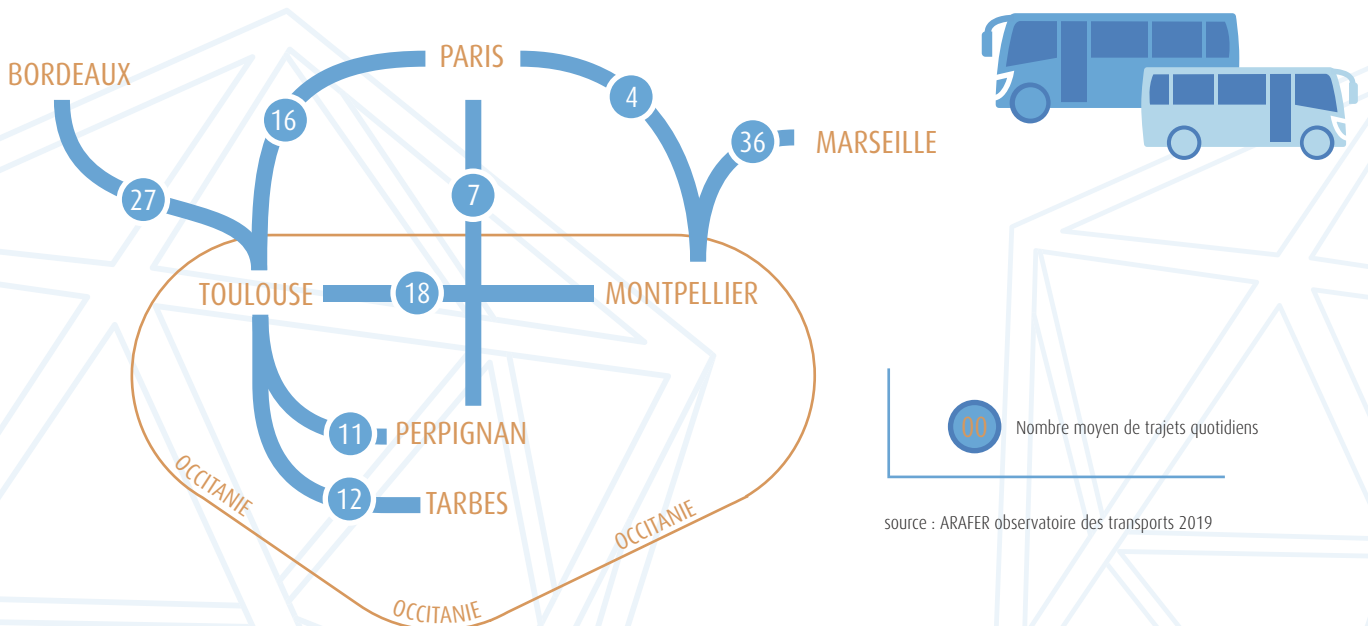 PARIS
BORDEAUX
16
4
36
MARSEILLE
27
7
TOULOUSE
18
MONTPELLIER
11
PERPIGNAN
12
TARBES
OCCITANIE
OCCITANIE
OCCITANIE
00
Nombre moyen de trajets quotidiens
source : ARAFER observatoire des transports 2019